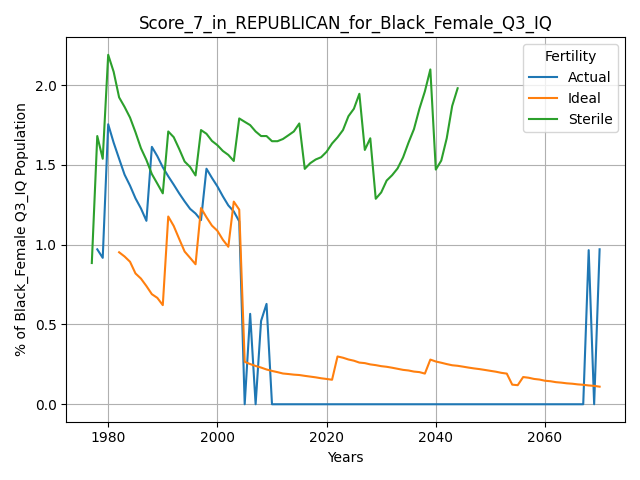 Score_7_in_REPUBLICAN_for_Black_Female_Q3_IQ
Fertility
Actual
Ideal
Sterile
% of Black_Female Q3_IQ Population
2.0
1.5
1.0
0.5
0.0
1980
2000
2020
2040
2060
Years